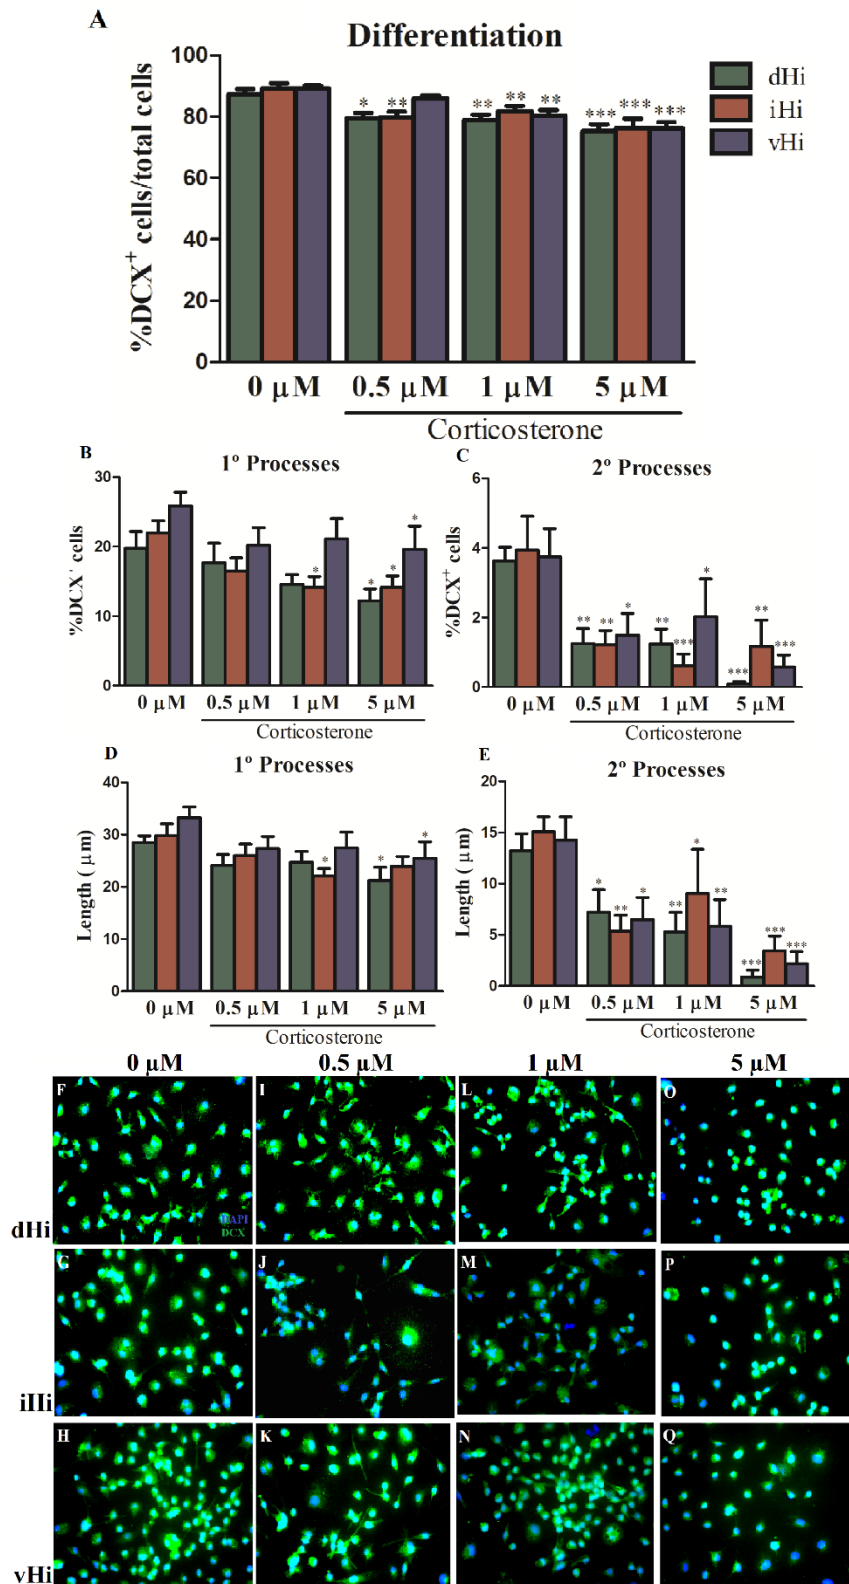 A
Differentiation
%DCX⁺ cells/total cells
100
80
60
40
20
0
* ** ** ** ** *** *** ***
dHi
iHi
vHi
0 μM 0.5 μM 1 μM 5 μM
Corticosterone
B
1º Processes
%DCX⁺ cells
30
20
10
0
* * * *
0 μM 0.5 μM 1 μM 5 μM
Corticosterone
C
2º Processes
%DCX⁺ cells
6
4
2
0
** ** * ** *** * *** ** ***
0 μM 0.5 μM 1 μM 5 μM
Corticosterone
D
1º Processes
Length ( μm)
40
30
20
10
0
* * *
0 μM 0.5 μM 1 μM 5 μM
Corticosterone
E
2º Processes
Length ( μm)
20
15
10
5
0
* ** * ** * ** *** *** ***
0 μM 0.5 μM 1 μM 5 μM
Corticosterone
0 μM 0.5 μM 1 μM 5 μM
F I L O
DAPI
DCX
dHi
G J M P
iHi
H K N Q
vHi